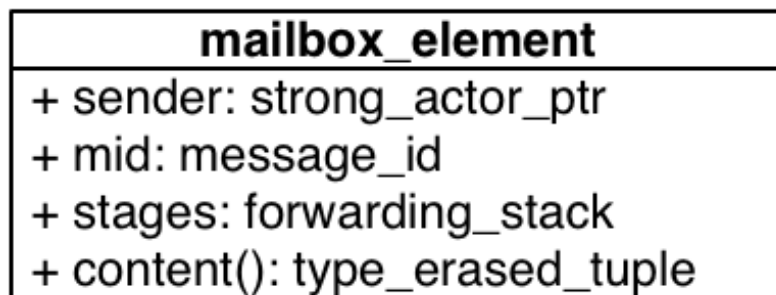 mailbox_element
+ sender: strong_actor_ptr
+ mid: message_id
+ stages: forwarding_stack
+ content(): type_erased_tuple